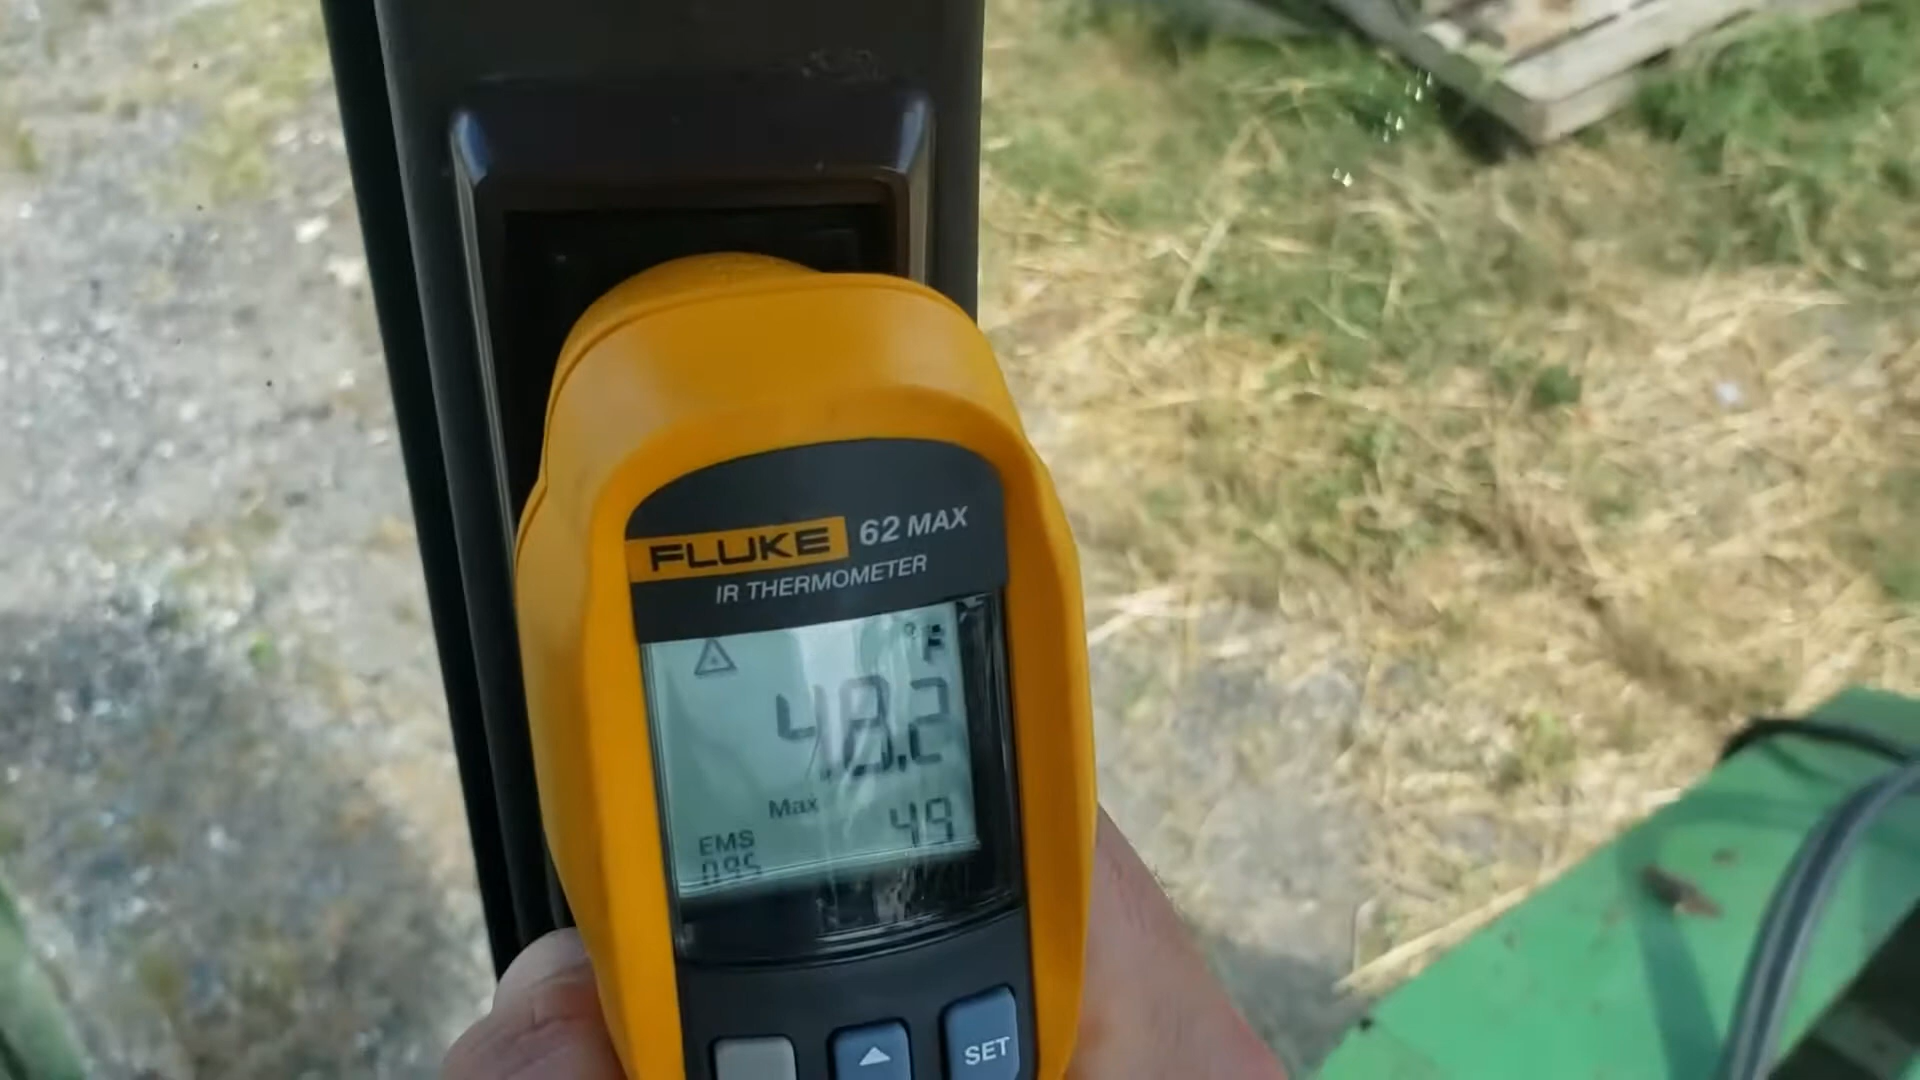 FLUKE 62 MAX
IR THERMOMETER
°F
48.2
Max 49
EMS
0.95
SET